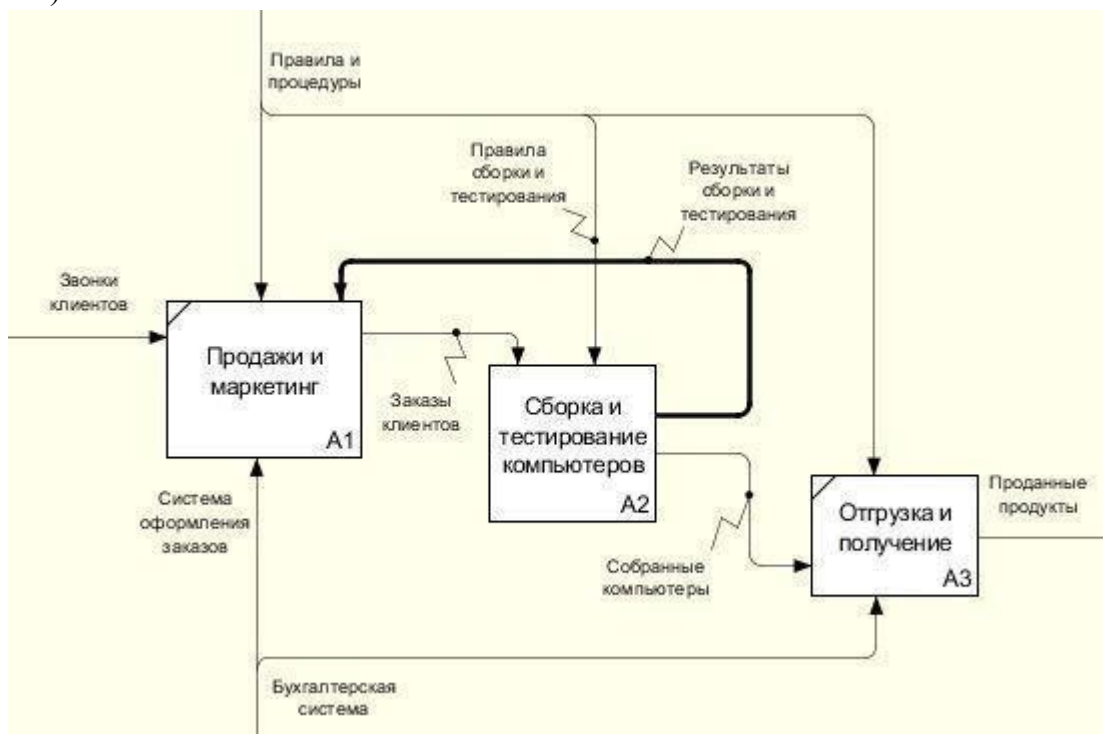 )
Правила и
процедуры
Правила
сборки и
тестирования
Результаты
сборки и
тестирования
Звонки
клиентов
Продажи и
маркетинг
A1
Заказы
клиентов
Сборка и
тестирование
компьютеров
A2
Система
оформления
заказов
Собранные
компьютеры
Проданные
продукты
Отгрузка и
получение
A3
Бухгалтерская
система